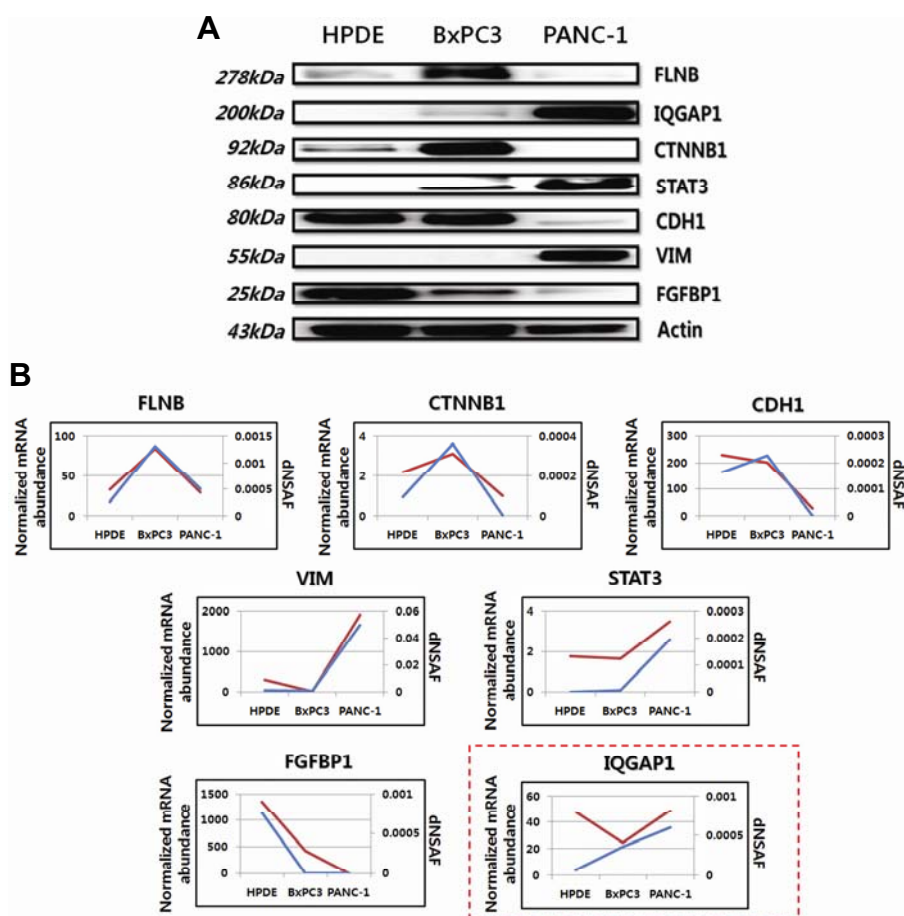 A
HPDE BxPC3 PANC-1
278kDa FLNB
200kDa IQGAP1
92kDa CTNNB1
86kDa STAT3
80kDa CDH1
55kDa VIM
25kDa FGFBP1
43kDa Actin
B
FLNB
Normalized mRNA abundance
100
50
0
0.0015
0.001
0.0005
0
dNSAF
HPDE BxPC3 PANC-1
CTNNB1
Normalized mRNA abundance
4
2
0
0.0004
0.0002
0
dNSAF
HPDE BxPC3 PANC-1
CDH1
Normalized mRNA abundance
300
200
100
0
0.0003
0.0002
0.0001
0
dNSAF
HPDE BxPC3 PANC-1
VIM
Normalized mRNA abundance
2000
1000
0
0.06
0.04
0.02
0
dNSAF
HPDE BxPC3 PANC-1
STAT3
Normalized mRNA abundance
4
2
0
0.0003
0.0002
0.0001
0
dNSAF
HPDE BxPC3 PANC-1
FGFBP1
Normalized mRNA abundance
1500
1000
500
0
0.001
0.0005
0
dNSAF
HPDE BxPC3 PANC-1
IQGAP1
Normalized mRNA abundance
60
40
20
0
0.001
0.0005
0
dNSAF
HPDE BxPC3 PANC-1